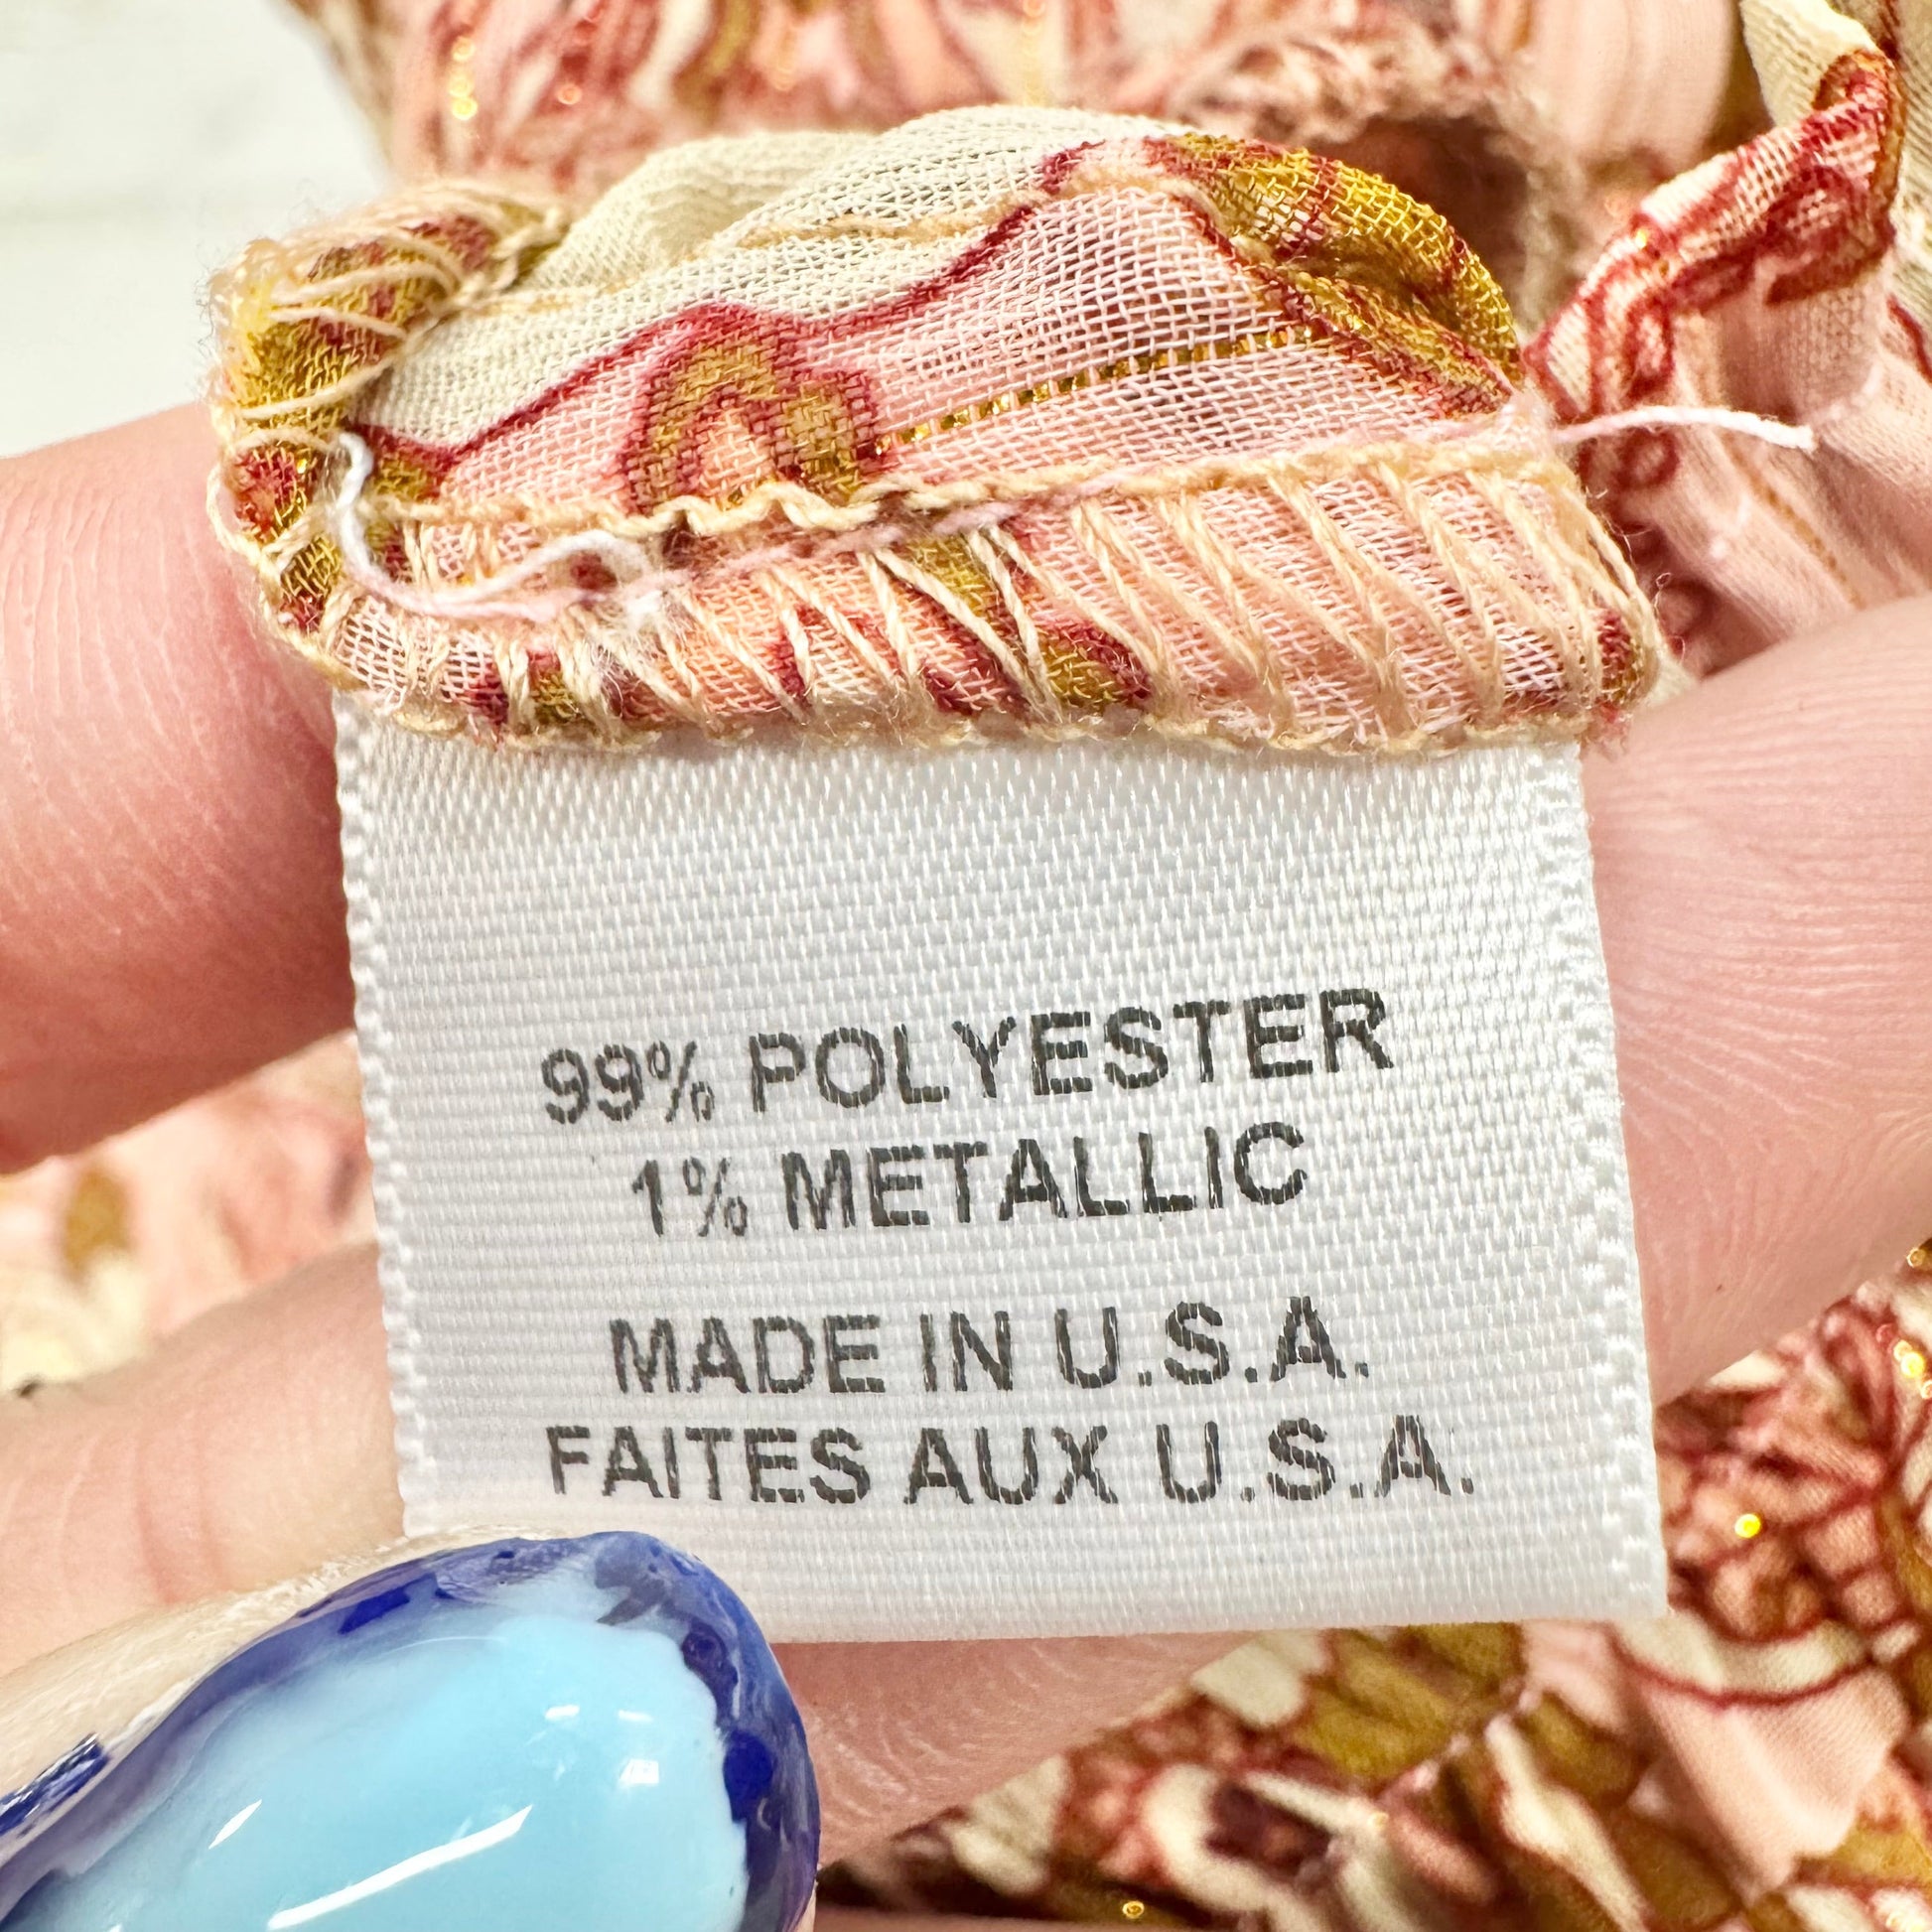 99% POLYESTER
1% METALLIC
MADE IN U.S.A.
FAITES AUX U.S.A.